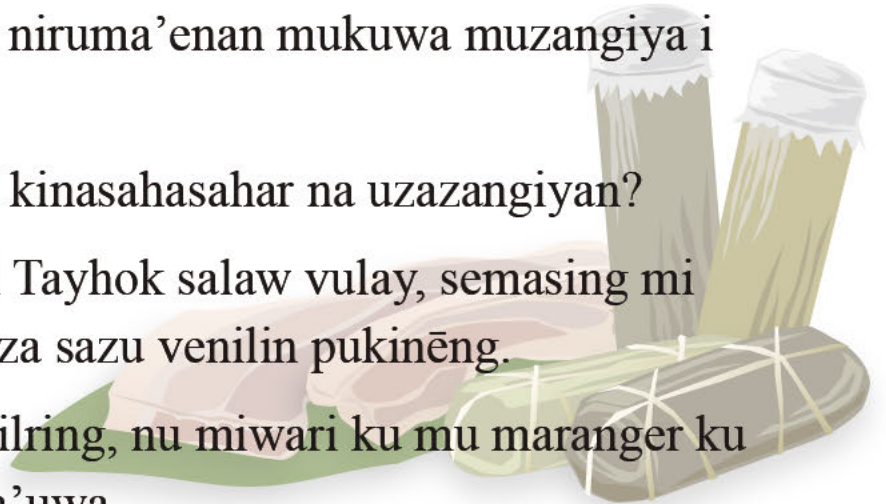 niruma’enan mukuwa muzangiya i
kinasahasahar na uzazangiyan?
Tayhok salaw vulay, semasing mi
za sazu venilin pukinēng.
ilring, nu miwari ku mu maranger ku